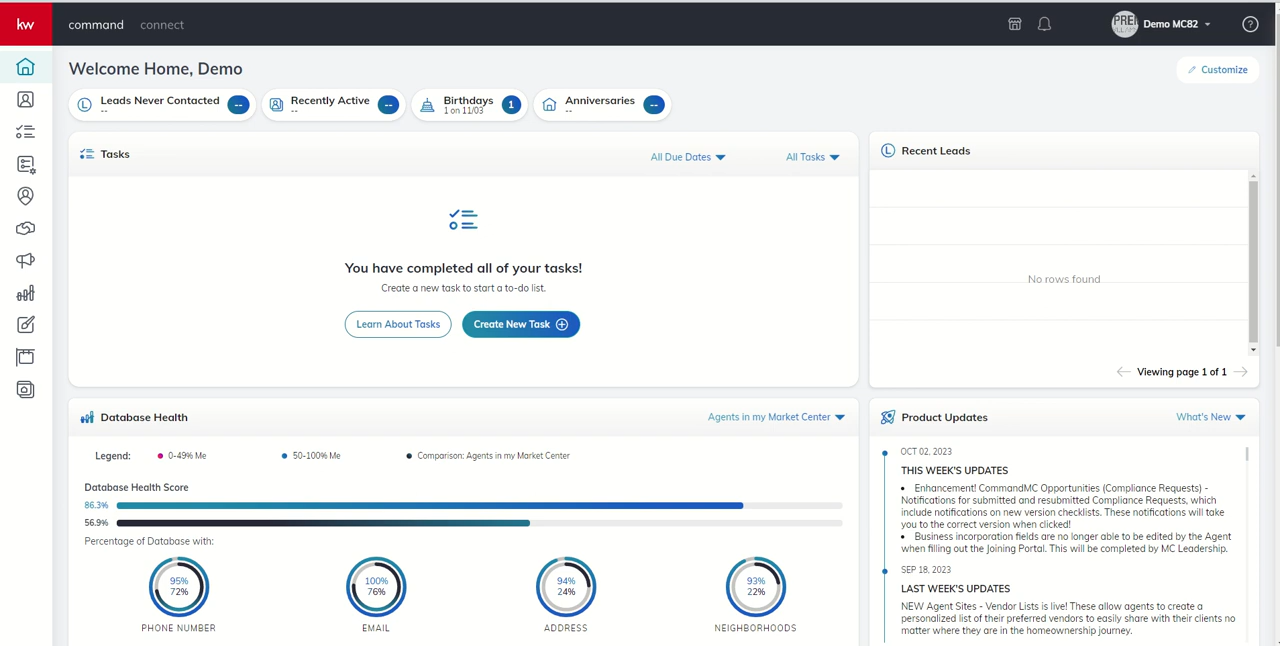 kw
command connect
PREI
Demo MC82
Welcome Home, Demo
Customize
Leads Never Contacted
--
--
Recently Active
--
--
Birthdays
1 on 11/03
1
Anniversaries
--
--
Tasks
All Due Dates
All Tasks
You have completed all of your tasks!
Create a new task to start a to-do list.
Learn About Tasks
Create New Task
Recent Leads
No rows found
Viewing page 1 of 1
Database Health
Agents in my Market Center
Legend:
0-49% Me
50-100% Me
Comparison: Agents in my Market Center
Database Health Score
86.3%
56.9%
Percentage of Database with:
95%
72%
PHONE NUMBER
100%
76%
EMAIL
94%
24%
ADDRESS
93%
22%
NEIGHBORHOODS
Product Updates
What's New
OCT 02, 2023
THIS WEEK'S UPDATES
• Enhancement! CommandMC Opportunities (Compliance Requests) -
Notifications for submitted and resubmitted Compliance Requests, which
include notifications on new version checklists. These notifications will take
you to the correct version when clicked!
• Business incorporation fields are no longer able to be edited by the Agent
when filling out the Joining Portal. This will be completed by MC Leadership.
SEP 18, 2023
LAST WEEK'S UPDATES
NEW Agent Sites - Vendor Lists is live! These allow agents to create a
personalized list of their preferred vendors to easily share with their clients no
matter where they are in the homeownership journey.